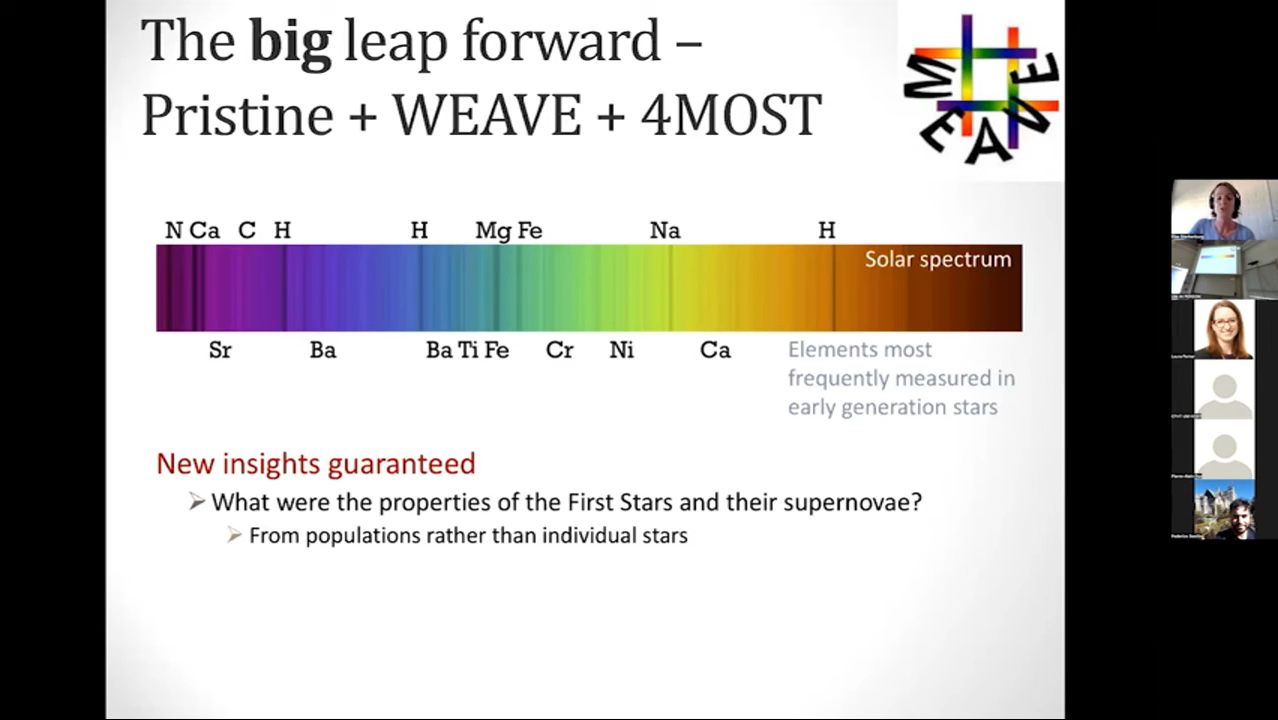 The big leap forward –
Pristine + WEAVE + 4MOST
WEAVE
N Ca C H H Mg Fe Na H
Solar spectrum
Sr Ba Ba Ti Fe Cr Ni Ca
Elements most
frequently measured in
early generation stars
New insights guaranteed
What were the properties of the First Stars and their supernovae?
From populations rather than individual stars